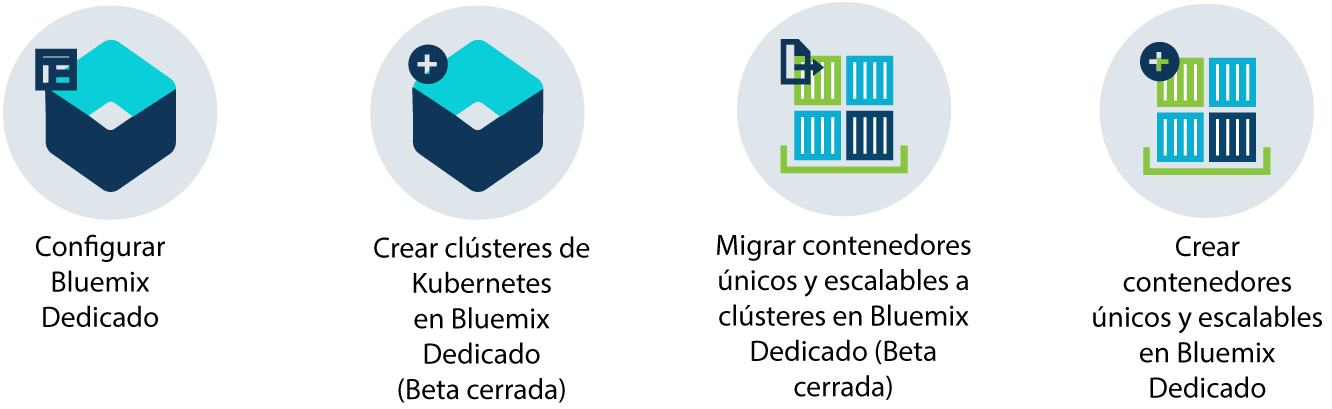 Configurar
Bluemix
Dedicado
Crear clústeres de
Kubernetes
en Bluemix
Dedicado
(Beta cerrada)
Migrar contenedores
únicos y escalables a
clústeres en Bluemix
Dedicado (Beta
cerrada)
Crear
contenedores
únicos y escalables
en Bluemix
Dedicado